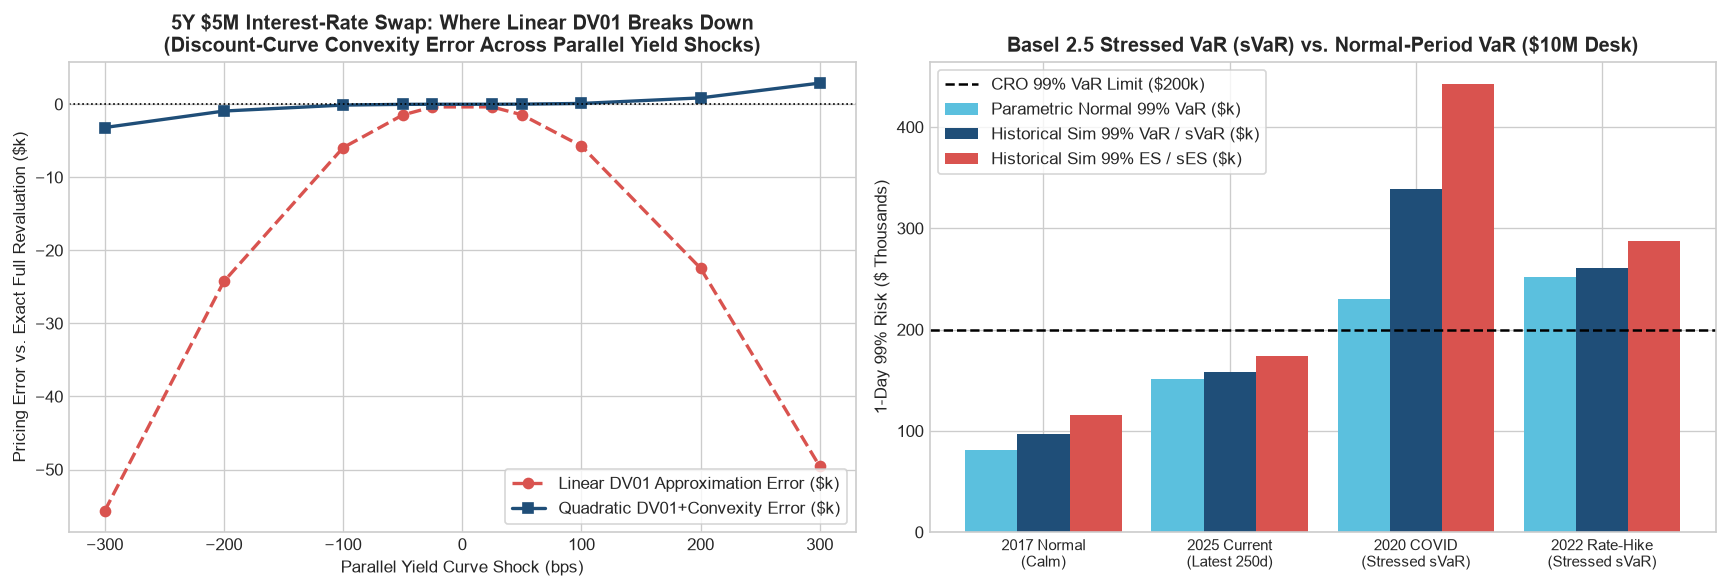 5Y $5M Interest-Rate Swap: Where Linear DV01 Breaks Down
(Discount-Curve Convexity Error Across Parallel Yield Shocks)
Pricing Error vs. Exact Full Revaluation ($k)
0
−10
−20
−30
−40
−50
Linear DV01 Approximation Error ($k)
Quadratic DV01+Convexity Error ($k)
−300
−200
−100
0
100
200
300
Parallel Yield Curve Shock (bps)
Basel 2.5 Stressed VaR (sVaR) vs. Normal-Period VaR ($10M Desk)
CRO 99% VaR Limit ($200k)
Parametric Normal 99% VaR ($k)
Historical Sim 99% VaR / sVaR ($k)
Historical Sim 99% ES / sES ($k)
1-Day 99% Risk ($ Thousands)
400
300
200
100
0
2017 Normal
(Calm)
2025 Current
(Latest 250d)
2020 COVID
(Stressed sVaR)
2022 Rate-Hike
(Stressed sVaR)